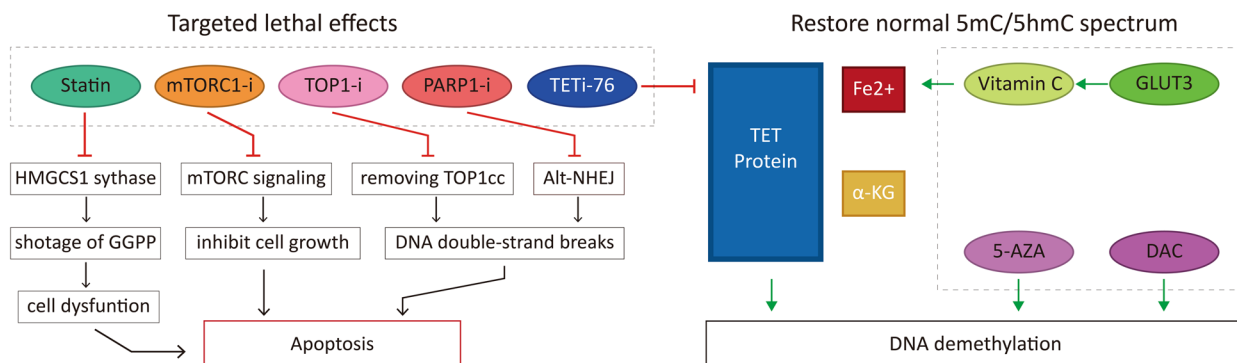 Targeted lethal effects
Restore normal 5mC/5hmC spectrum
Statin
mTORC1-i
TOP1-i
PARP1-i
TETi-76
TET
Protein
Fe2+
Vitamin C
GLUT3
HMGCS1 sythase
mTORC signaling
removing TOP1cc
Alt-NHEJ
α-KG
shotage of GGPP
inhibit cell growth
DNA double-strand breaks
5-AZA
DAC
cell dysfuntion
Apoptosis
DNA demethylation